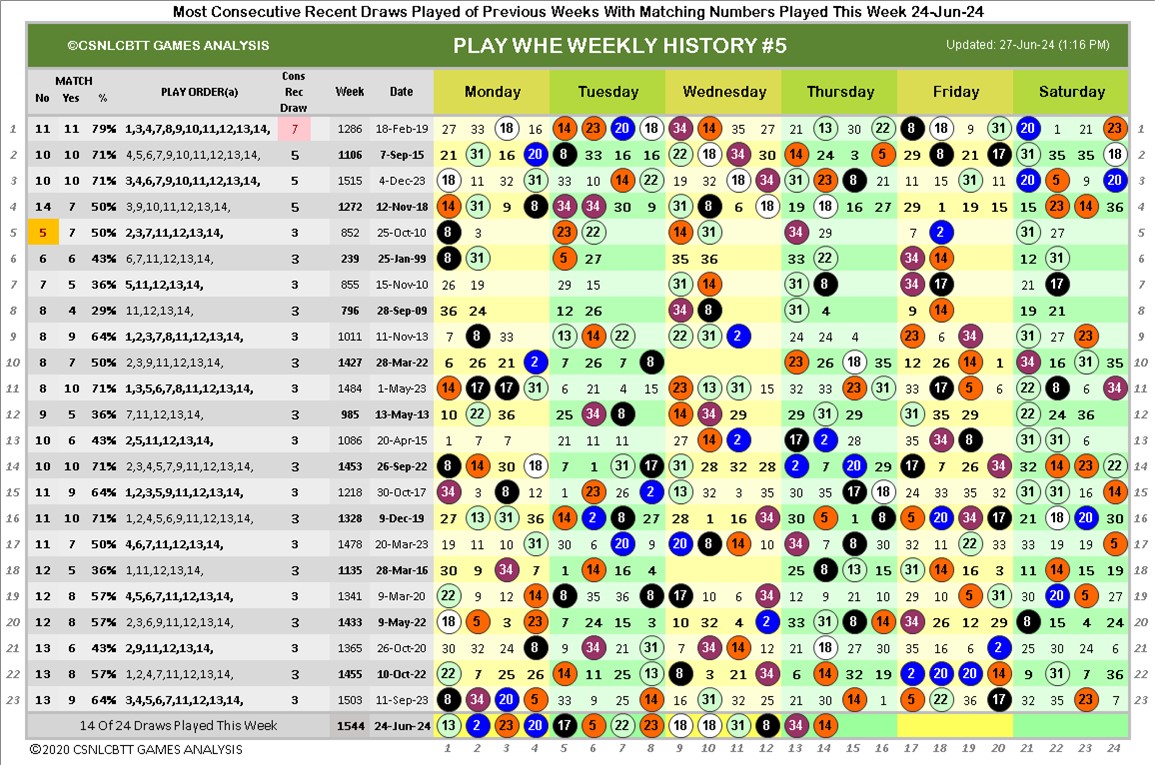 Most Consecutive Recent Draws Played of Previous Weeks With Matching Numbers Played This Week 24-Jun-24
©CSNLCBTT GAMES ANALYSIS PLAY WHE WEEKLY HISTORY #5 Updated: 27-Jun-24 (1:16 PM)
No MATCH Yes % PLAY ORDER(a) Cons Rec Draw Week Date Monday Tuesday Wednesday Thursday Friday Saturday
1 11 11 79% 1,3,4,7,8,9,10,11,12,13,14, 7 1286 18-Feb-19 27 33 18 16 14 23 20 18 34 14 35 27 21 13 30 22 8 18 9 31 20 1 21 23 1
2 10 10 71% 4,5,6,7,9,10,11,12,13,14, 5 1106 7-Sep-15 21 31 16 20 8 33 16 16 22 18 34 30 14 24 3 5 29 8 21 17 31 35 35 18 2
3 10 10 71% 3,4,6,7,9,10,11,12,13,14, 5 1515 4-Dec-23 18 11 32 31 33 10 14 22 19 32 18 34 31 23 8 21 11 15 31 11 20 5 9 20 3
4 14 7 50% 3,9,10,11,12,13,14, 5 1272 12-Nov-18 14 31 9 8 34 34 30 9 31 8 6 18 19 18 16 27 29 1 19 15 15 23 14 36 4
5 5 7 50% 2,3,7,11,12,13,14, 3 852 25-Oct-10 8 3 23 22 14 31 34 29 7 2 31 27 5
6 6 6 43% 6,7,11,12,13,14, 3 239 25-Jan-99 8 31 5 27 35 36 33 22 34 14 12 31 6
7 7 5 36% 5,11,12,13,14, 3 855 15-Nov-10 26 19 29 15 31 14 31 8 34 17 21 17 7
8 8 4 29% 11,12,13,14, 3 796 28-Sep-09 36 24 12 26 34 8 31 4 9 14 19 21 8
9 8 9 64% 1,2,3,7,8,11,12,13,14, 3 1011 11-Nov-13 7 8 33 13 14 22 22 31 2 24 24 4 23 6 34 31 27 23 9
10 8 7 50% 2,3,9,11,12,13,14, 3 1427 28-Mar-22 6 26 21 2 7 26 7 8 23 26 18 35 12 26 14 1 34 16 31 35 10
11 8 10 71% 1,3,5,6,7,8,11,12,13,14, 3 1484 1-May-23 14 17 17 31 6 21 4 15 23 13 31 15 32 33 23 31 33 17 5 6 22 8 6 34 11
12 9 5 36% 7,11,12,13,14, 3 985 13-May-13 10 22 36 25 34 8 14 34 29 29 31 29 31 35 29 22 24 36 12
13 10 6 43% 2,5,11,12,13,14, 3 1086 20-Apr-15 1 7 7 21 11 11 27 14 2 17 2 28 35 34 8 31 31 6 13
14 10 10 71% 2,3,4,5,7,9,11,12,13,14, 3 1453 26-Sep-22 8 14 30 18 7 1 31 17 31 28 32 28 2 7 20 29 17 7 26 34 32 14 23 22 14
15 11 9 64% 1,2,3,5,9,11,12,13,14, 3 1218 30-Oct-17 34 3 8 12 1 23 26 2 13 32 3 35 30 35 17 18 24 33 35 32 31 31 16 14 15
16 11 10 71% 1,2,4,5,6,9,11,12,13,14, 3 1328 9-Dec-19 27 13 31 36 14 2 8 27 28 1 16 34 30 5 1 8 5 20 34 17 21 18 20 30 16
17 11 7 50% 4,6,7,11,12,13,14, 3 1478 20-Mar-23 19 11 10 31 30 6 20 9 20 8 14 10 34 7 8 30 32 11 22 33 33 19 19 5 17
18 12 5 36% 1,11,12,13,14, 3 1135 28-Mar-16 30 9 34 7 1 14 16 4 25 8 13 15 31 14 16 3 11 14 15 19 18
19 12 8 57% 4,5,6,7,11,12,13,14, 3 1341 9-Mar-20 22 9 12 14 8 35 36 8 17 10 6 34 12 9 21 10 29 10 5 31 30 20 5 27 19
20 12 8 57% 2,3,6,9,11,12,13,14, 3 1433 9-May-22 18 5 3 23 7 24 15 3 10 32 4 2 33 31 8 14 34 26 12 29 8 15 4 24 20
21 13 6 43% 2,9,11,12,13,14, 3 1365 26-Oct-20 30 32 24 8 9 34 21 31 7 34 14 12 21 18 27 30 35 16 6 2 25 30 24 6 21
22 13 8 57% 1,2,4,7,11,12,13,14, 3 1455 10-Oct-22 22 7 25 26 14 2 25 13 8 3 21 34 6 14 32 19 2 20 20 14 9 31 7 36 22
23 13 9 64% 3,4,5,6,7,11,12,13,14, 3 1503 11-Sep-23 8 34 20 5 33 11 25 14 16 31 32 25 21 30 14 1 5 22 36 17 32 35 23 7 23
14 Of 24 Draws Played This Week 1544 24-Jun-24 13 2 23 20 17 5 22 23 18 18 31 8 34 14
©2020 CSNLCBTT GAMES ANALYSIS 1 2 3 4 5 6 7 8 9 10 11 12 13 14 15 16 17 18 19 20 21 22 23 24